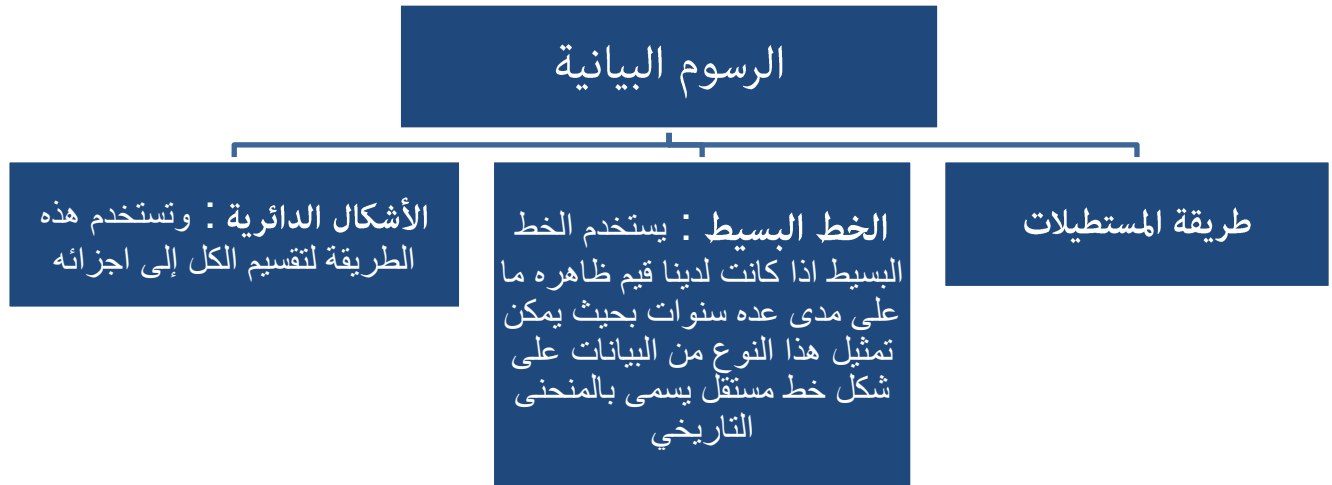 الرسوم البيانية
طريقة المستطيلات
الخط البسيط : يستخدم الخط
البسيط اذا كانت لدينا قيم ظاهره ما
على مدى عده سنوات بحيث يمكن
تمثيل هذا النوع من البيانات على
شكل خط مستقل يسمى بالمنحنى
التاريخي
الأشكال الدائرية : وتستخدم هذه
الطريقة لتقسيم الكل إلى اجزائه